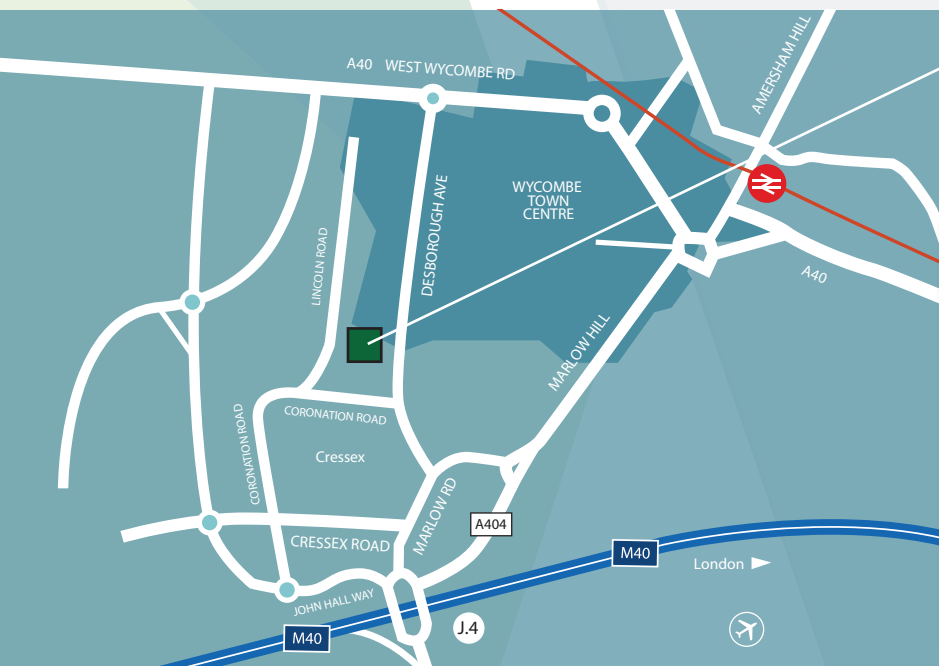 A40 WEST WYCOMBE RD
AMERSHAM HILL
WYCOMBE
TOWN
CENTRE
DESBOROUGH AVE
LINCOLN ROAD
A40
MARLOW HILL
CORONATION ROAD
CORONATION ROAD
Cressex
MARLOW RD
A404
CRESSEX ROAD
M40
London
JOHN HALL WAY
J.4
M40